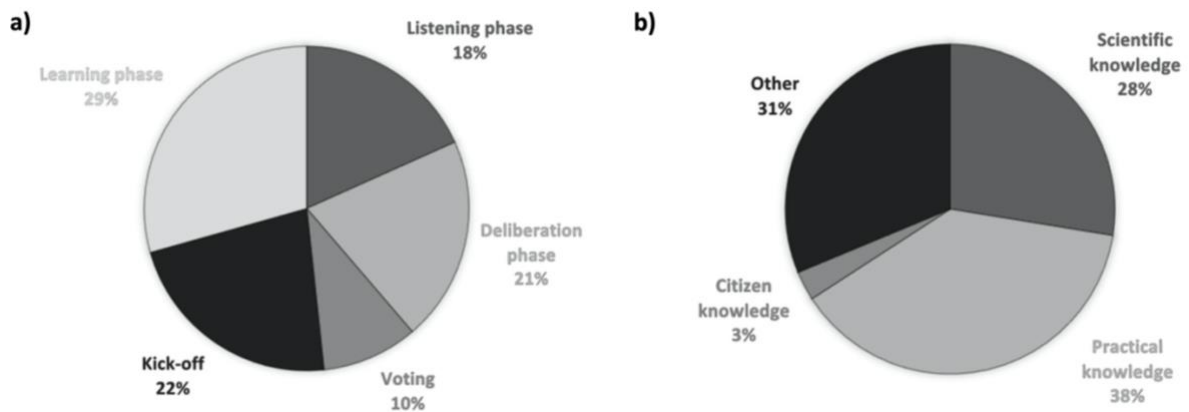 a)
Listening phase
18%
Learning phase
29%
Deliberation
phase
21%
Kick-off
22%
Voting
10%
b)
Scientific
knowledge
28%
Other
31%
Citizen
knowledge
3%
Practical
knowledge
38%